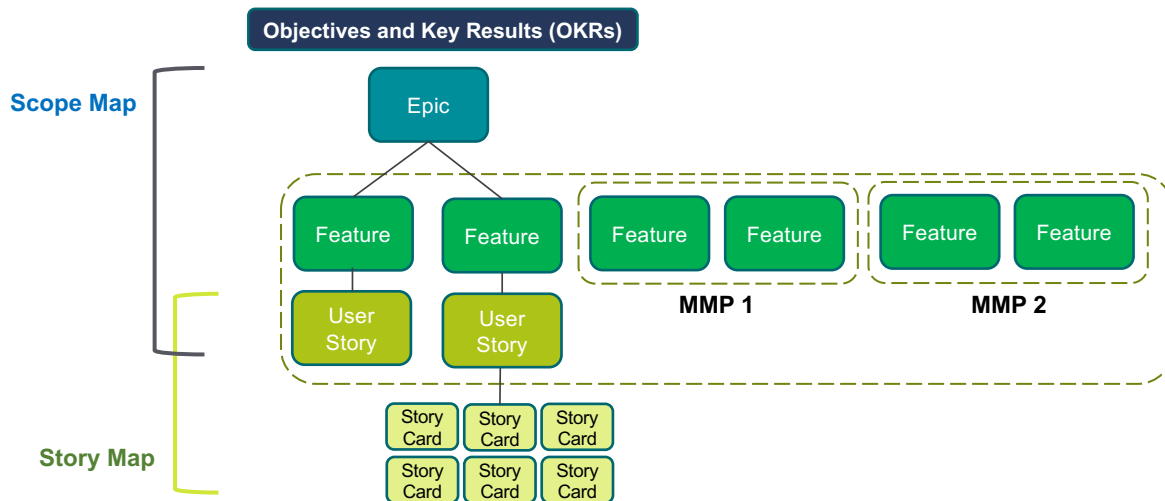 Objectives and Key Results (OKRs)
Scope Map
Epic
Feature
Feature
Feature
Feature
Feature
Feature
MMP 1
MMP 2
User
Story
User
Story
Story Map
Story
Card
Story
Card
Story
Card
Story
Card
Story
Card
Story
Card